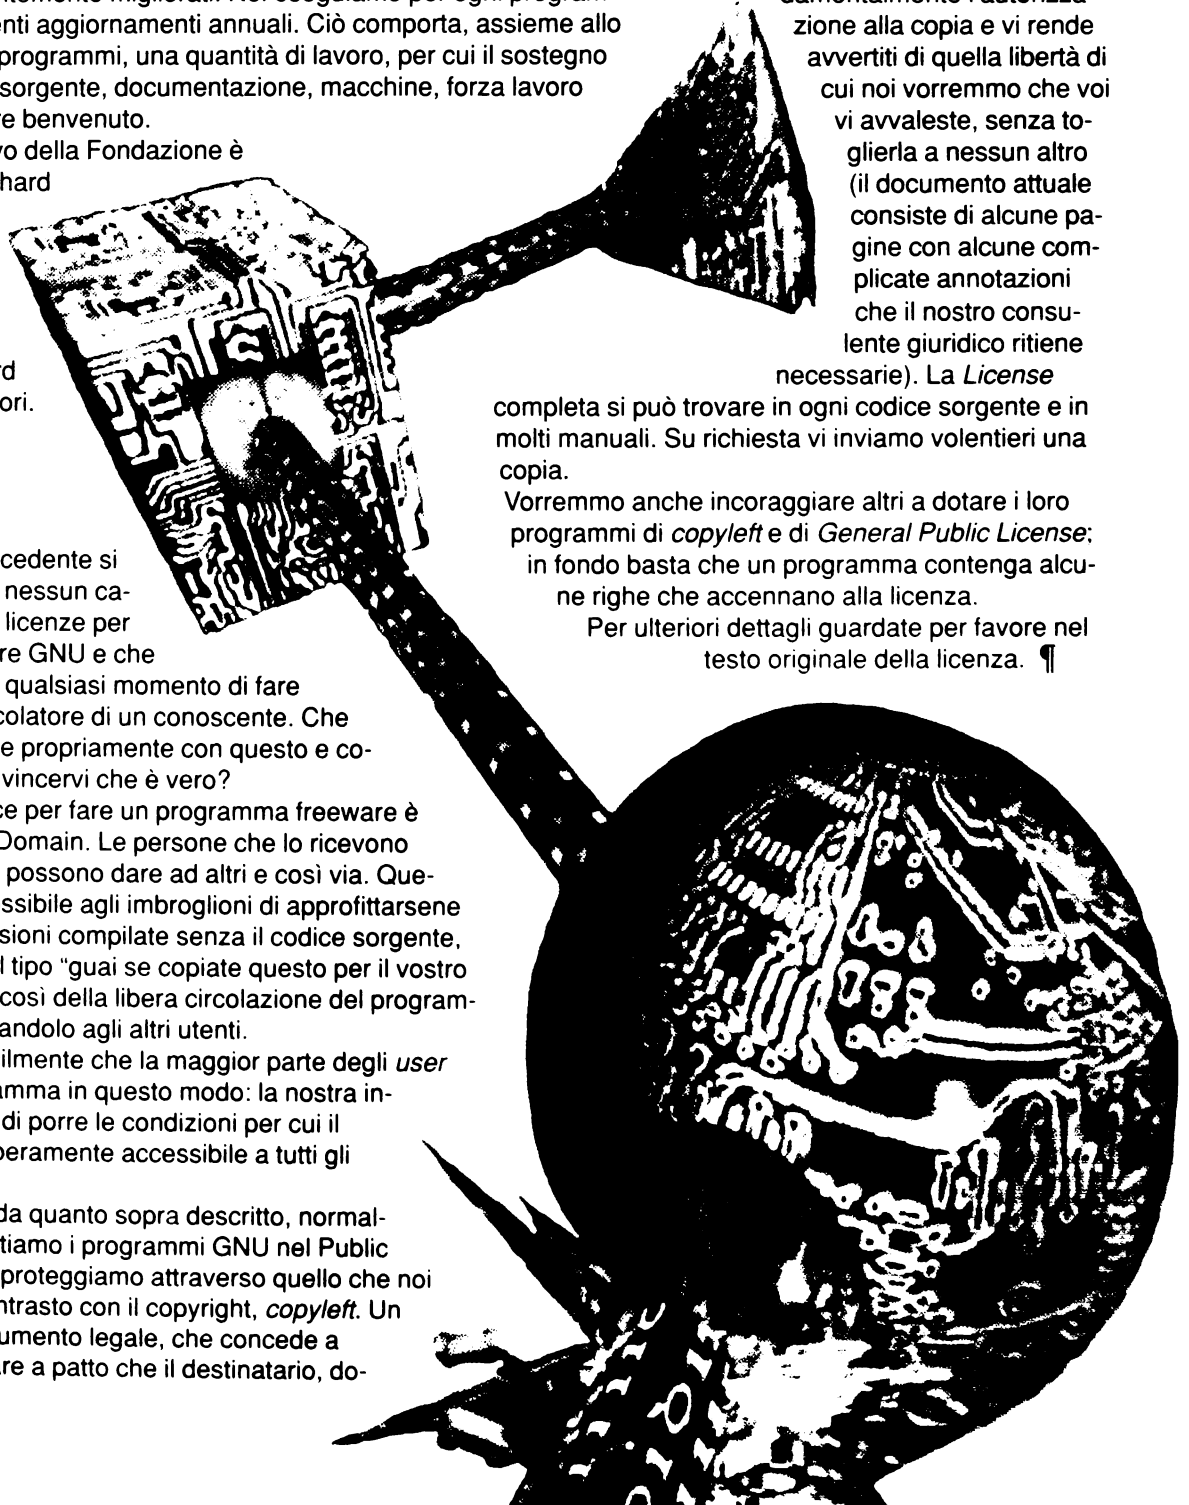 enti aggiornamenti annuali. Ciò comporta, assieme allo
programmi, una quantità di lavoro, per cui il sostegno
sorgente, documentazione, macchine, forza lavoro
re benvenuto.
vo della Fondazione è
hard
rd
ori.
cedente si
nessun ca-
licenze per
re GNU e che
qualsiasi momento di fare
colatore di un conoscente. Che
e propriamente con questo e co-
vincervi che è vero?
ce per fare un programma freeware è
Domain. Le persone che lo ricevono
possono dare ad altri e così via. Que-
ssibile agli imbroglioni di approfittarsene
sioni compilate senza il codice sorgente,
l tipo “guai se copiate questo per il vostro
così della libera circolazione del program-
andolo agli altri utenti.
ilmente che la maggior parte degli user
amma in questo modo: la nostra in-
di porre le condizioni per cui il
peramente accessibile a tutti gli
da quanto sopra descritto, normal-
tiamo i programmi GNU nel Public
proteggiamo attraverso quello che noi
ntrasto con il copyright, copyleft. Un
umento legale, che concede a
re a patto che il destinatario, do-
zione alla copia e vi rende
avvertiti di quella libertà di
cui noi vorremmo che voi
vi avvaleste, senza to-
glierla a nessun altro
(il documento attuale
consiste di alcune pa-
gine con alcune com-
plicate annotazioni
che il nostro consu-
lente giuridico ritiene
necessarie). La License
completa si può trovare in ogni codice sorgente e in
molti manuali. Su richiesta vi inviamo volentieri una
copia.
Vorremmo anche incoraggiare altri a dotare i loro
programmi di copyleft e di General Public License;
in fondo basta che un programma contenga alcu-
ne righe che accennano alla licenza.
Per ulteriori dettagli guardate per favore nel
testo originale della licenza. ¶